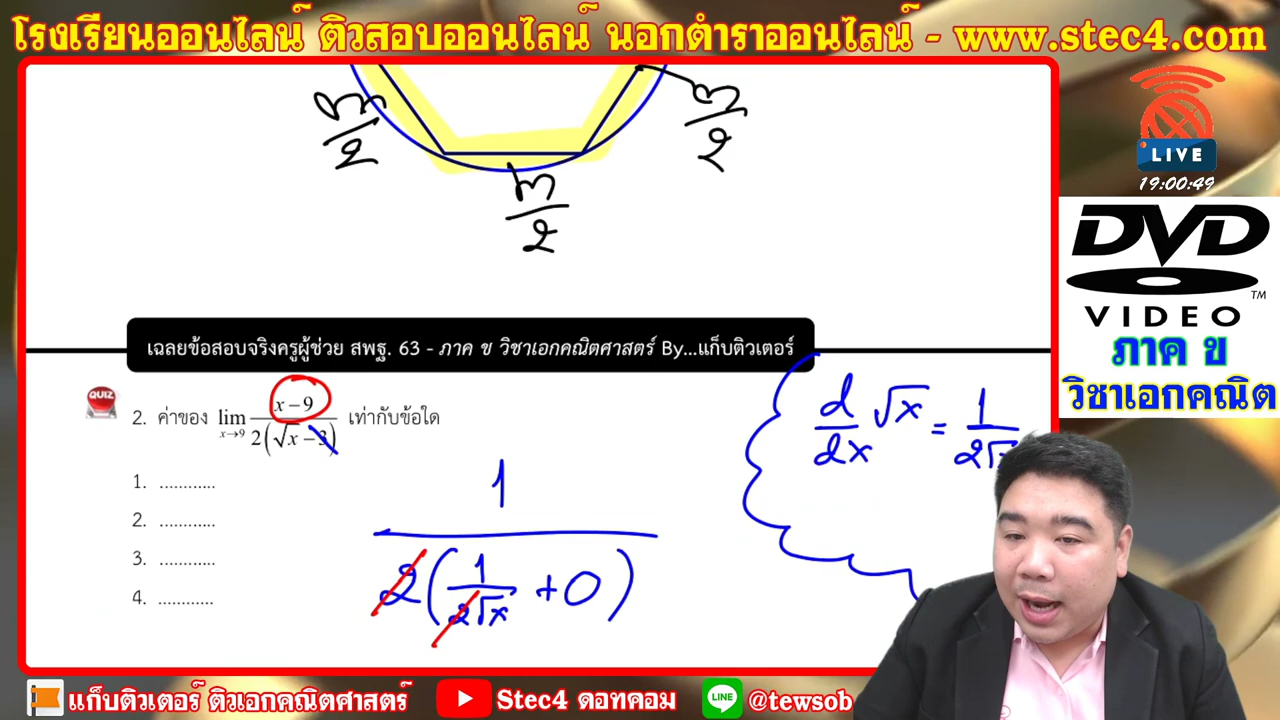 โรงเรียนออนไลน์ ติวสอบออนไลน์ นอกตำราออนไลน์ - www.stec4.com
m/2
m/2
m/2
LIVE
19:00:49
DVD
VIDEO
TM
ภาค ข
วิชาเอกคณิต
เฉลยข้อสอบจริงครูผู้ช่วย สพฐ. 63 - ภาค ข วิชาเอกคณิตศาสตร์ By...แก็บติวเตอร์
QUIZ
2. ค่าของ lim x→9 (x−9)/(2(√x−3)) เท่ากับข้อใด
1. ............
2. ............
3. ............
4. ............
d/dx √x = 1/2√
1
2(1/2√x + 0)
แก็บติวเตอร์ ติวเอกคณิตศาสตร์
Stec4 ดอทคอม
LINE
@tewsob